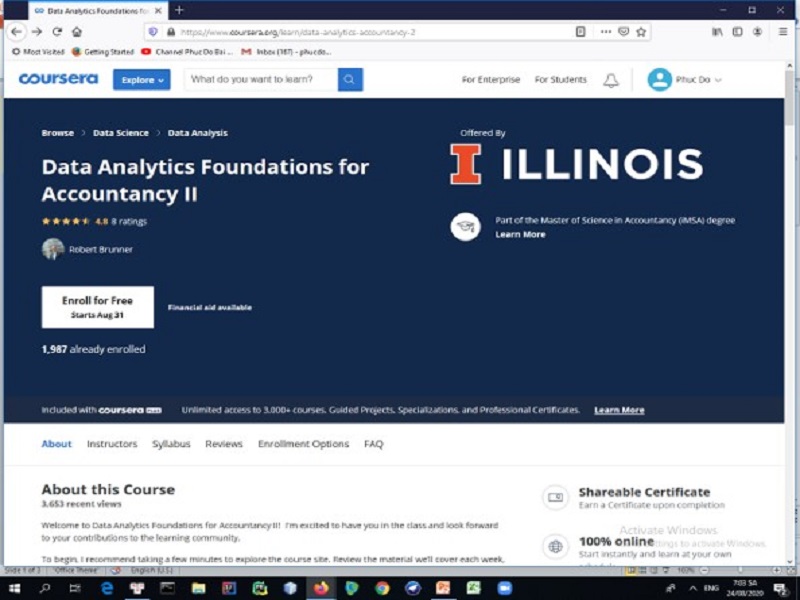 Data Analytics Foundations fo
https://www.coursera.org/learn/data-analytics-accountancy-2
Most Visited Getting Started Channel Phuc Do Bai ... Inbox (187) - phucdo...
coursera Explore What do you want to learn? For Enterprise For Students Phuc Do
Browse > Data Science > Data Analysis
Offered By
Data Analytics Foundations for
Accountancy II
ILLINOIS
4.8 8 ratings
Part of the Master of Science in Accountancy (iMSA) degree
Learn More
Robert Brunner
Enroll for Free
Starts Aug 31
Financial aid available
1,987 already enrolled
Included with coursera PLUS Unlimited access to 3,000+ courses, Guided Projects, Specializations, and Professional Certificates. Learn More
About Instructors Syllabus Reviews Enrollment Options FAQ
About this Course
3,653 recent views
Welcome to Data Analytics Foundations for Accountancy II! I'm excited to have you in the class and look forward
to your contributions to the learning community.
To begin, I recommend taking a few minutes to explore the course site. Review the material we'll cover each week,
Shareable Certificate
Earn a Certificate upon completion
Activate Windows
100% online
Settings to activate Windows.
Start instantly and learn at your own
Slide 1 of 3 "Office Theme" English (U.S.)
ENG
7:03 SA
24/08/2020